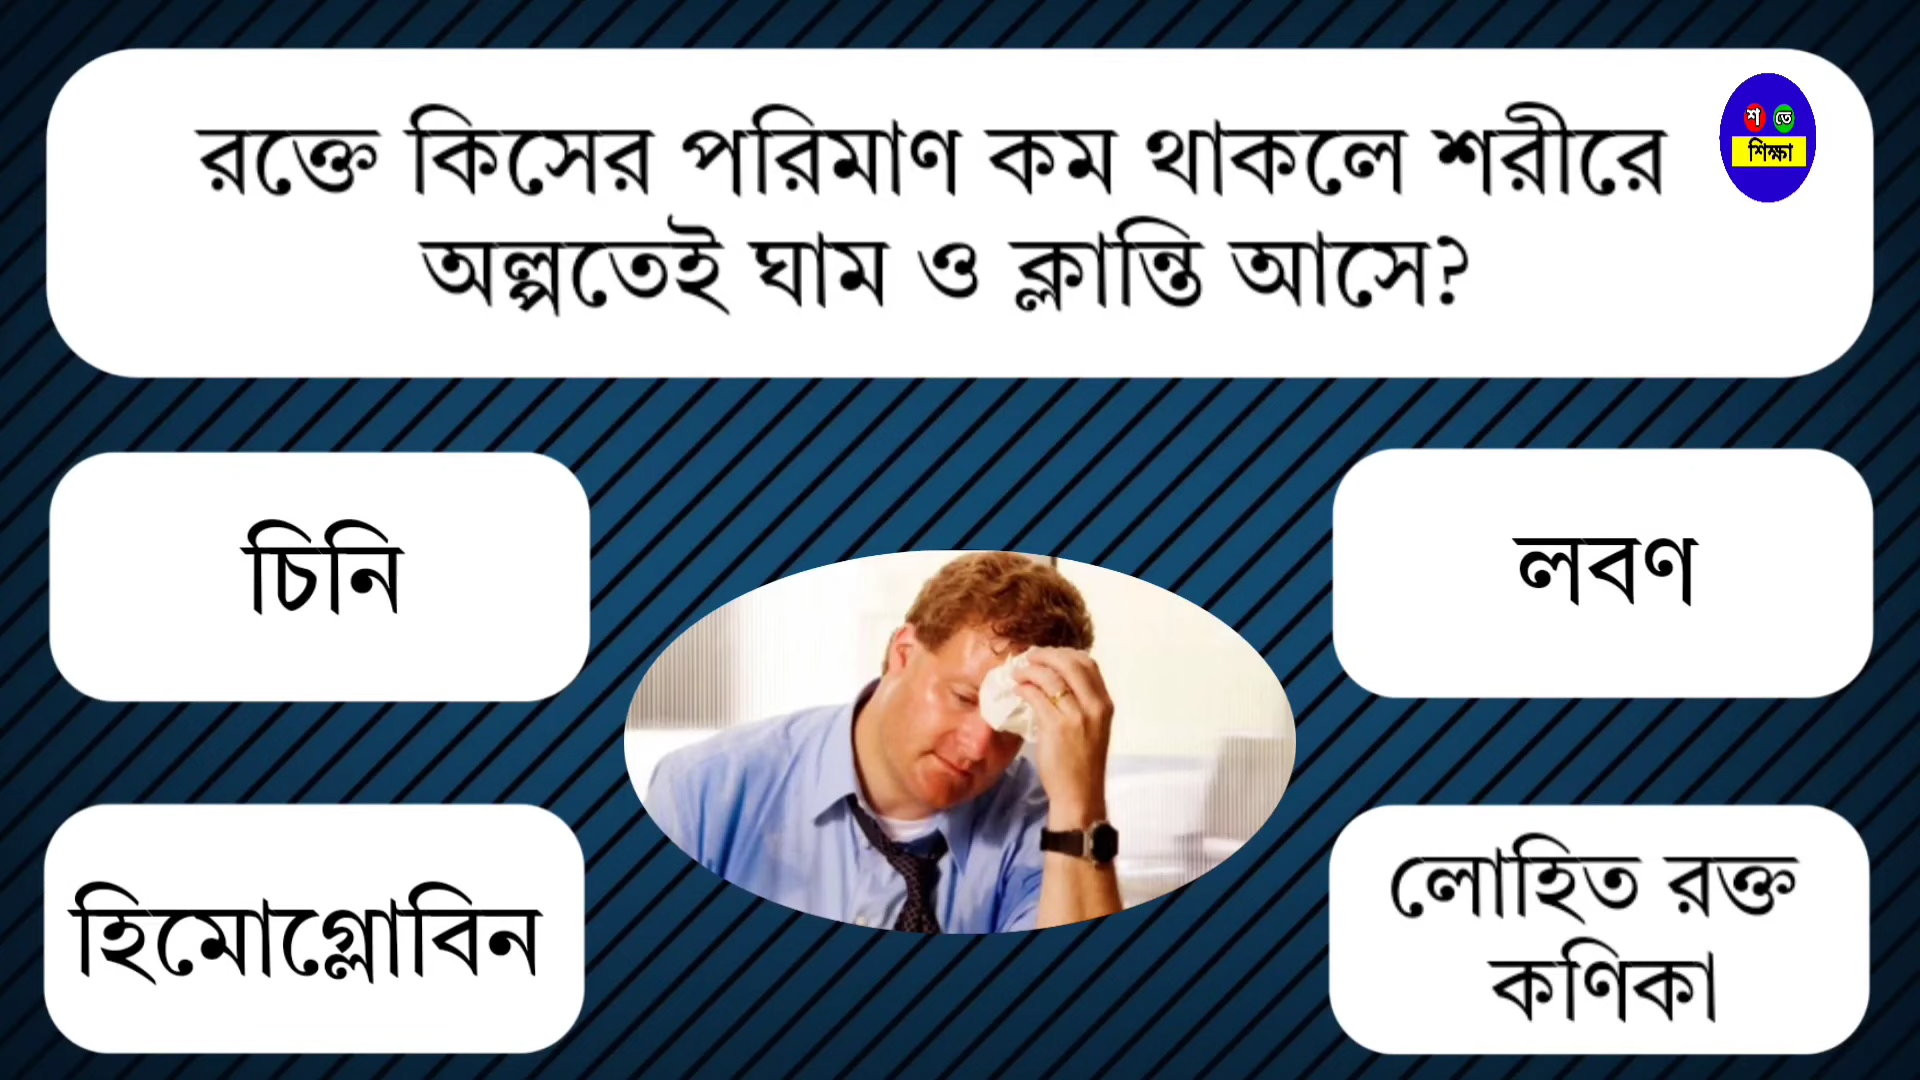 রক্তে কিসের পরিমাণ কম থাকলে শরীরে
অল্পতেই ঘাম ও ক্লান্তি আসে?
শ তে
শিক্ষা
চিনি
লবণ
হিমোগ্লোবিন
লোহিত রক্ত
কণিকা